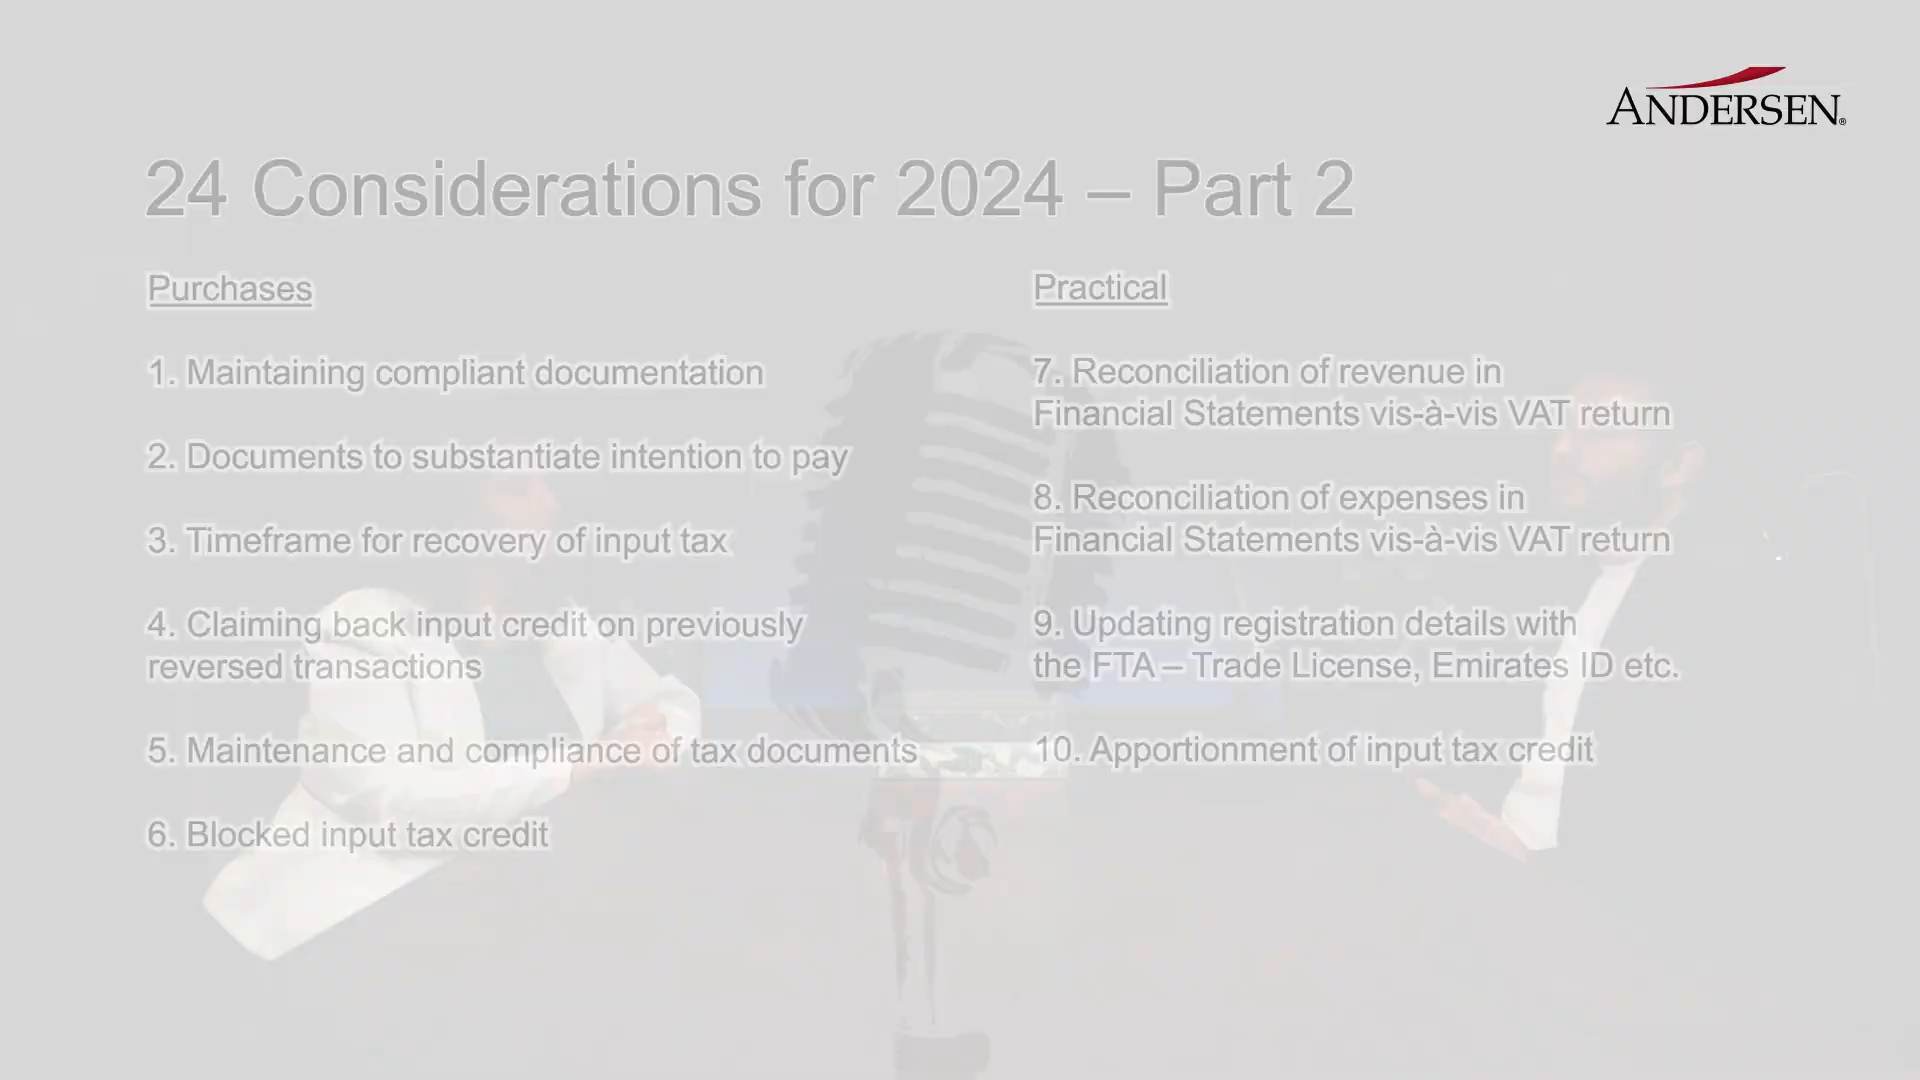 ANDERSEN®
24 Considerations for 2024 – Part 2
Purchases
1. Maintaining compliant documentation
2. Documents to substantiate intention to pay
3. Timeframe for recovery of input tax
4. Claiming back input credit on previously
reversed transactions
5. Maintenance and compliance of tax documents
6. Blocked input tax credit
Practical
7. Reconciliation of revenue in
Financial Statements vis-à-vis VAT return
8. Reconciliation of expenses in
Financial Statements vis-à-vis VAT return
9. Updating registration details with
the FTA – Trade License, Emirates ID etc.
10. Apportionment of input tax credit